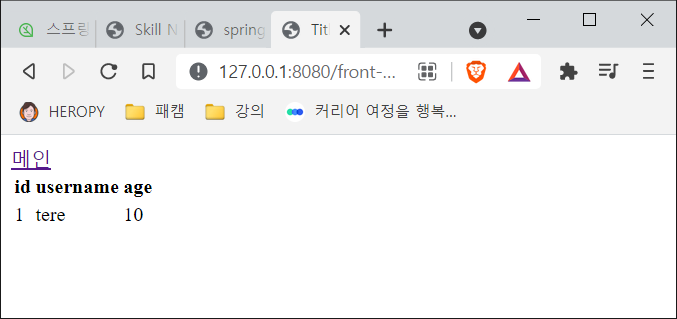 스프링 Skill N spring Tit
127.0.0.1:8080/front-...
HEROPY 패캠 강의 커리어 여정을 행복...
메인
id username age
1 tere 10